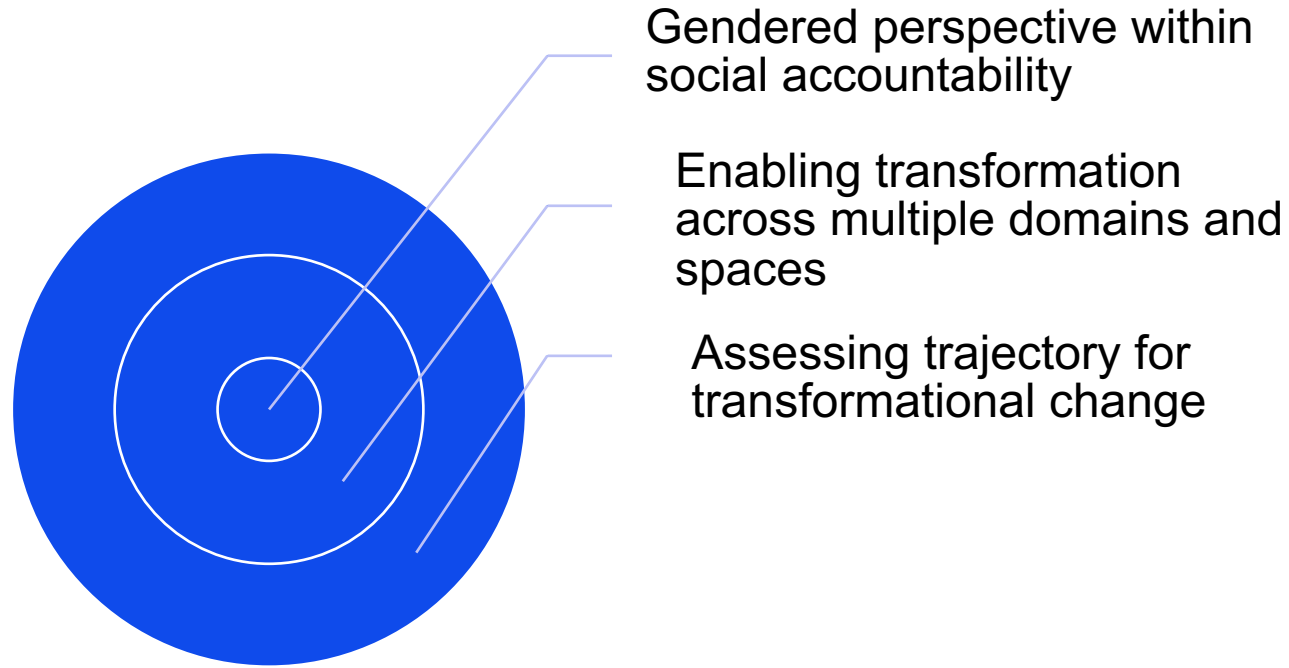 Gendered perspective within
social accountability
Enabling transformation
across multiple domains and
spaces
Assessing trajectory for
transformational change